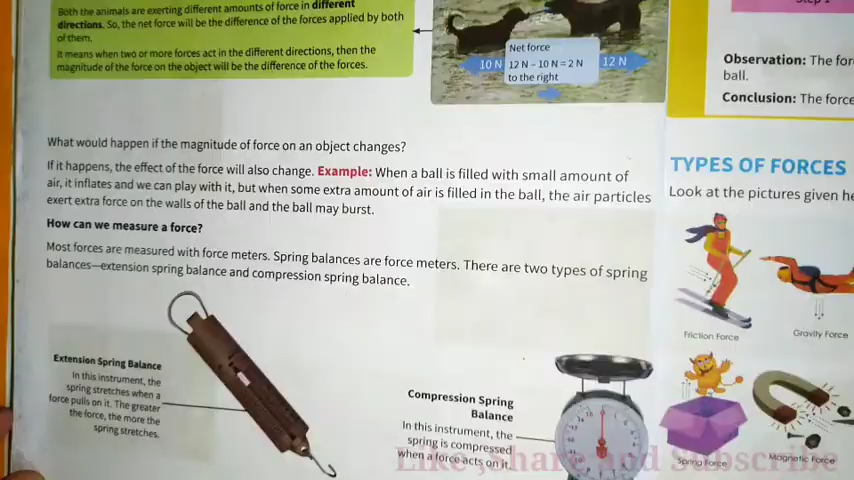 Both the animals are exerting different amounts of force in different
directions. So, the net force will be the difference of the forces applied by both
of them.
It means when two or more forces act in the different directions, then the
magnitude of the force on the object will be the difference of the forces.
Net force
10 N
12 N – 10 N = 2 N
12 N
to the right
Observation: The for
ball.
Conclusion: The force
What would happen if the magnitude of force on an object changes?
If it happens, the effect of the force will also change. Example: When a ball is filled with small amount of
air, it inflates and we can play with it, but when some extra amount of air is filled in the ball, the air particles
exert extra force on the walls of the ball and the ball may burst.
How can we measure a force?
Most forces are measured with force meters. Spring balances are force meters. There are two types of spring
balances—extension spring balance and compression spring balance.
Extension Spring Balance
In this instrument, the
spring stretches when a
force pulls on it. The greater
the force, the more the
spring stretches.
Compression Spring
Balance
In this instrument, the
spring is compressed
when a force acts on it.
TYPES OF FORCES
Look at the pictures given he
Friction Force
Gravity Force
Spring Force
Magnetic Force
Like ,Share and Subscribe